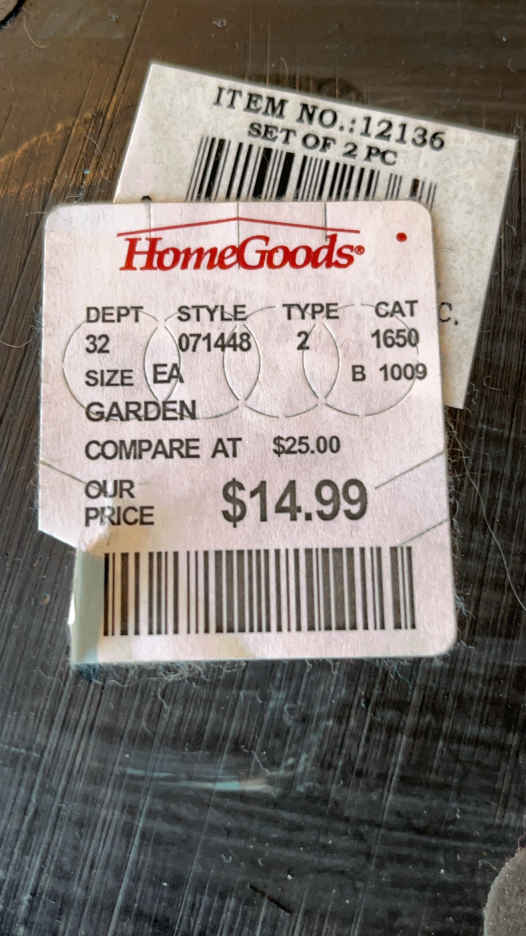 ITEM NO.:12136
SET OF 2 PC
C.
HomeGoods®
DEPT STYLE TYPE CAT
32 071448 2 1650
SIZE EA B 1009
GARDEN
COMPARE AT $25.00
OUR
PRICE $14.99